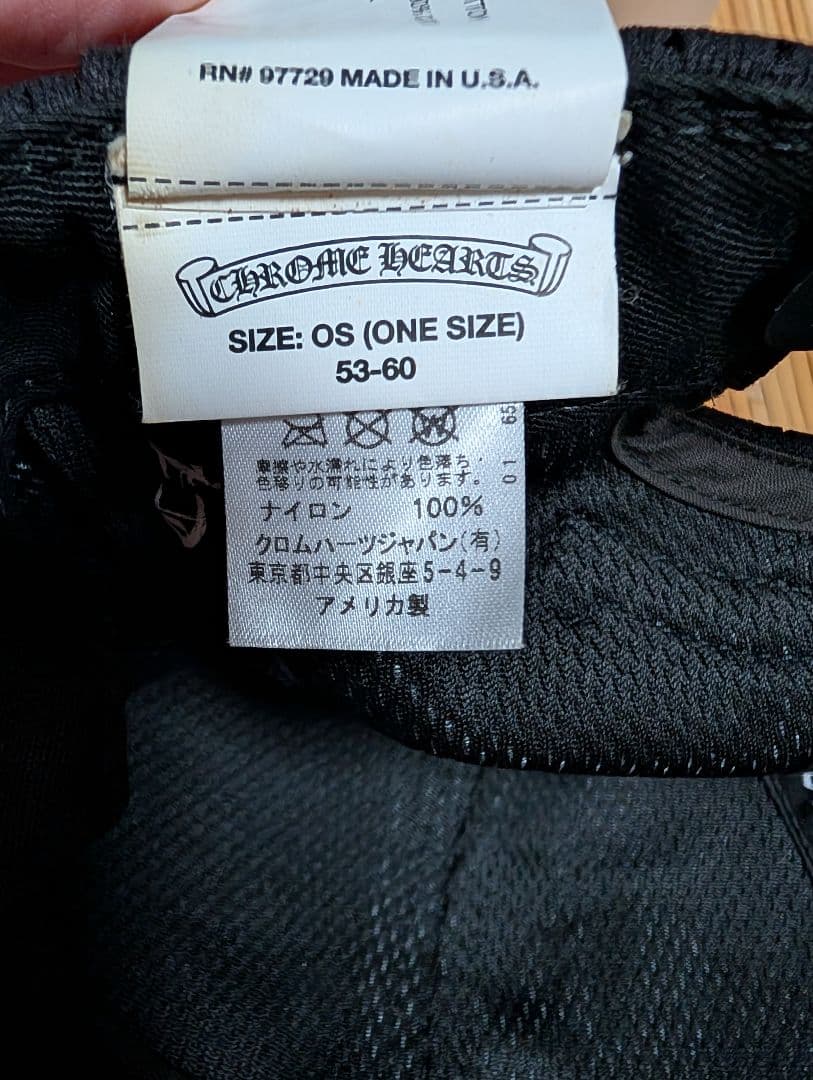 RN# 97729 MADE IN U.S.A.
CHROME HEARTS
SIZE: OS (ONE SIZE)
53-60
摩擦や水濡れにより色落ち・
色移りの可能性があります。
ナイロン 100%
クロムハーツジャパン(有)
東京都中央区銀座5-4-9
アメリカ製
01 65